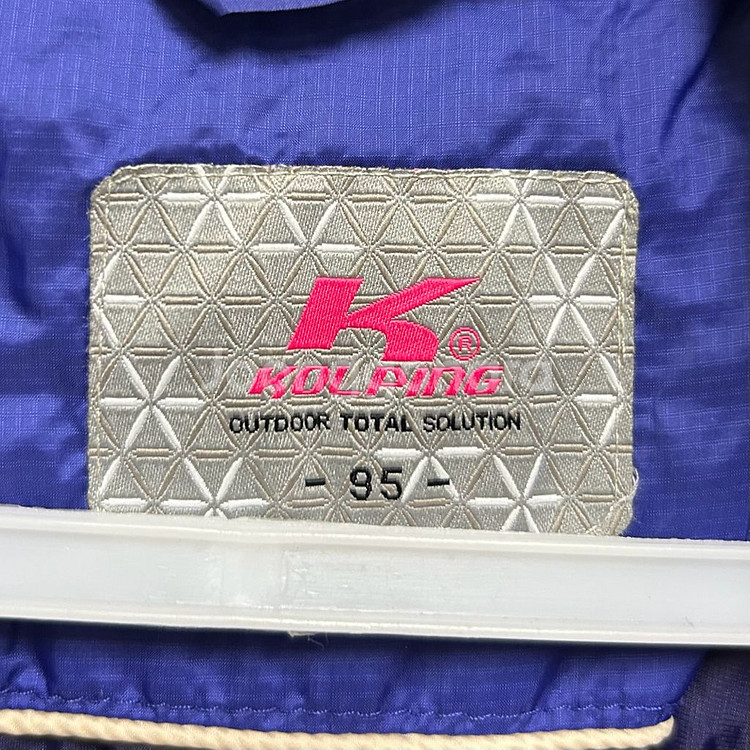 K®
KOLPING
OUTDOOR TOTAL SOLUTION
- 95 -